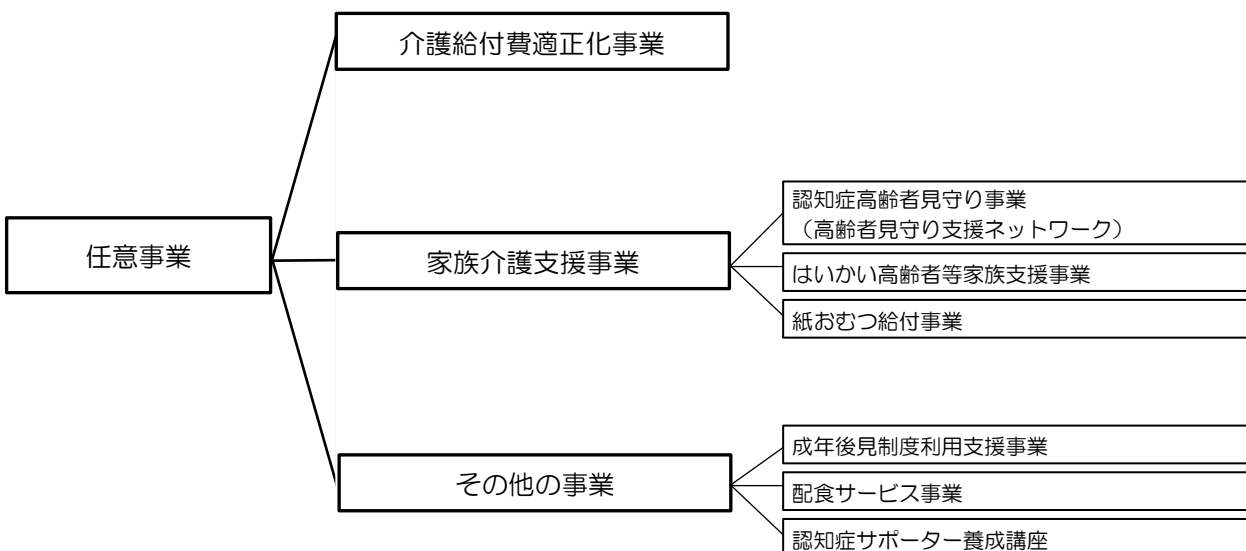 介護給付費適正化事業
任意事業
家族介護支援事業
認知症高齢者見守り事業
（高齢者見守り支援ネットワーク）
はいかい高齢者等家族支援事業
紙おむつ給付事業
その他の事業
成年後見制度利用支援事業
配食サービス事業
認知症サポーター養成講座